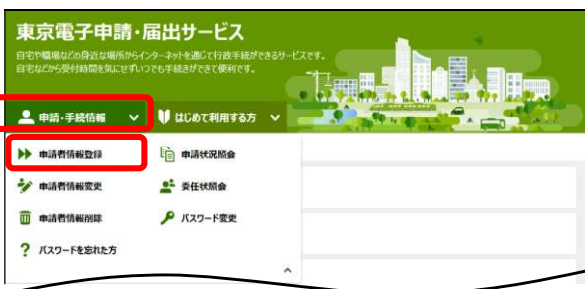 東京電子申請・届出サービス
自宅や職場などの身近な場所からインターネットを通じて行政手続ができるサービスです。
自宅などから受付時間を気にせずいつでも手続きができて便利です。
申請・手続情報
はじめて利用する方
申請者情報登録
申請状況照会
申請者情報変更
委任状照会
申請者情報削除
パスワード変更
パスワードを忘れた方